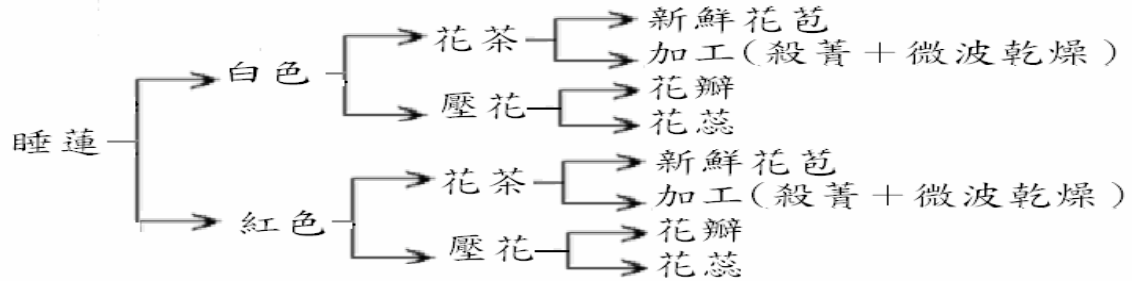 睡蓮
白色
花茶
新鮮花苞
加工(殺菁+微波乾燥)
壓花
花瓣
花蕊
紅色
花茶
新鮮花苞
加工(殺菁+微波乾燥)
壓花
花瓣
花蕊